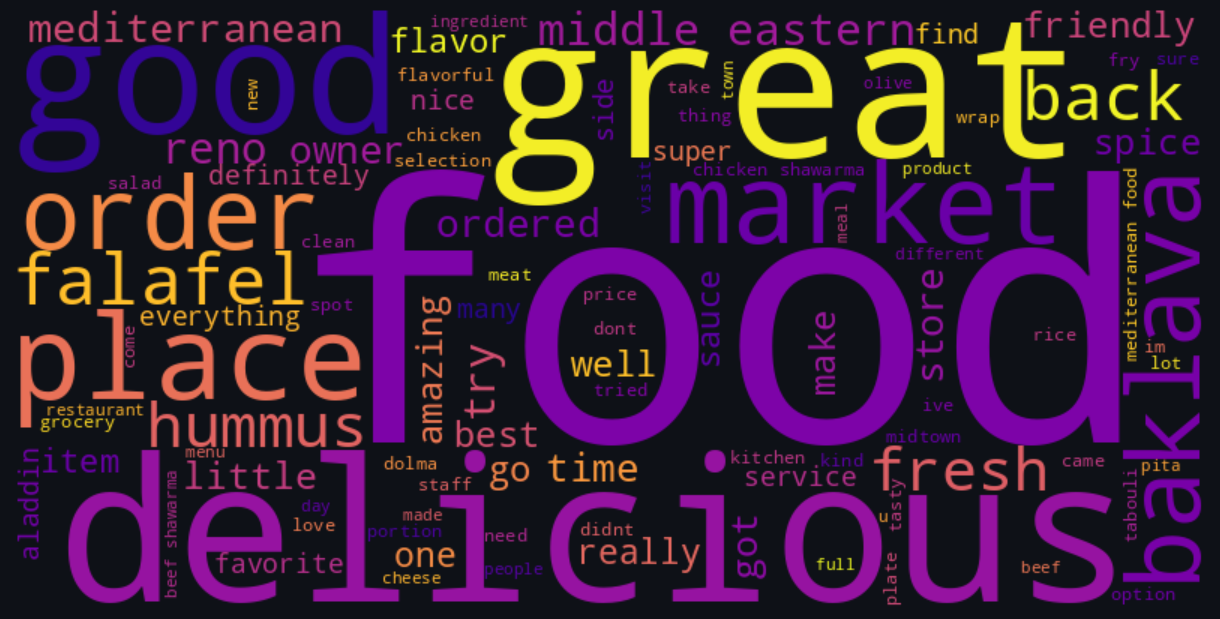 mediterranean
ingredient
middle eastern
find
friendly
good
flavor
great
fry
sure
flavorful
new
nice
side
take
town
olive
back
thing
wrap
chicken
reno
owner
selection
super
spice
salad
definitely
visit
chicken shawarma
product
order
ordered
market
meal
clean
food
different
mediterranean food
baklava
falafel
meat
spot
many
price
sauce
store
everything
amazing
dont
make
rice
come
place
try
well
im
lot
tried
restaurant
grocery
hummus
best
ive
midtown
menu
item
aladdin
little
dolma
go
time
kitchen
kind
fresh
came
pita
staff
service
delicious
beef shawarma
day
love
made
portion
need
didnt
got
u
tasty
tabouli
favorite
one
really
cheese
people
full
plate
beef
option